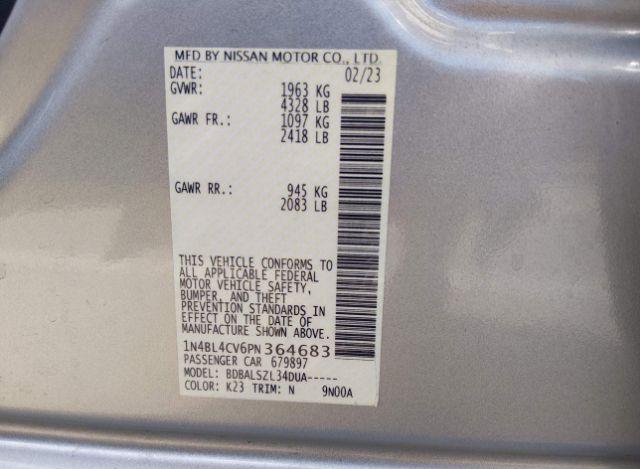 MFD BY NISSAN MOTOR CO., LTD.
DATE: 02/23
GVWR: 1963 KG
4328 LB
GAWR FR.: 1097 KG
2418 LB
GAWR RR.: 945 KG
2083 LB
THIS VEHICLE CONFORMS TO
ALL APPLICABLE FEDERAL
MOTOR VEHICLE SAFETY,
BUMPER, AND THEFT
PREVENTION STANDARDS IN
EFFECT ON THE DATE OF
MANUFACTURE SHOWN ABOVE.
1N4BL4CV6PN364683
PASSENGER CAR 679897
MODEL: BDBALSZL34DUA-----
COLOR: K23 TRIM: N 9N00A